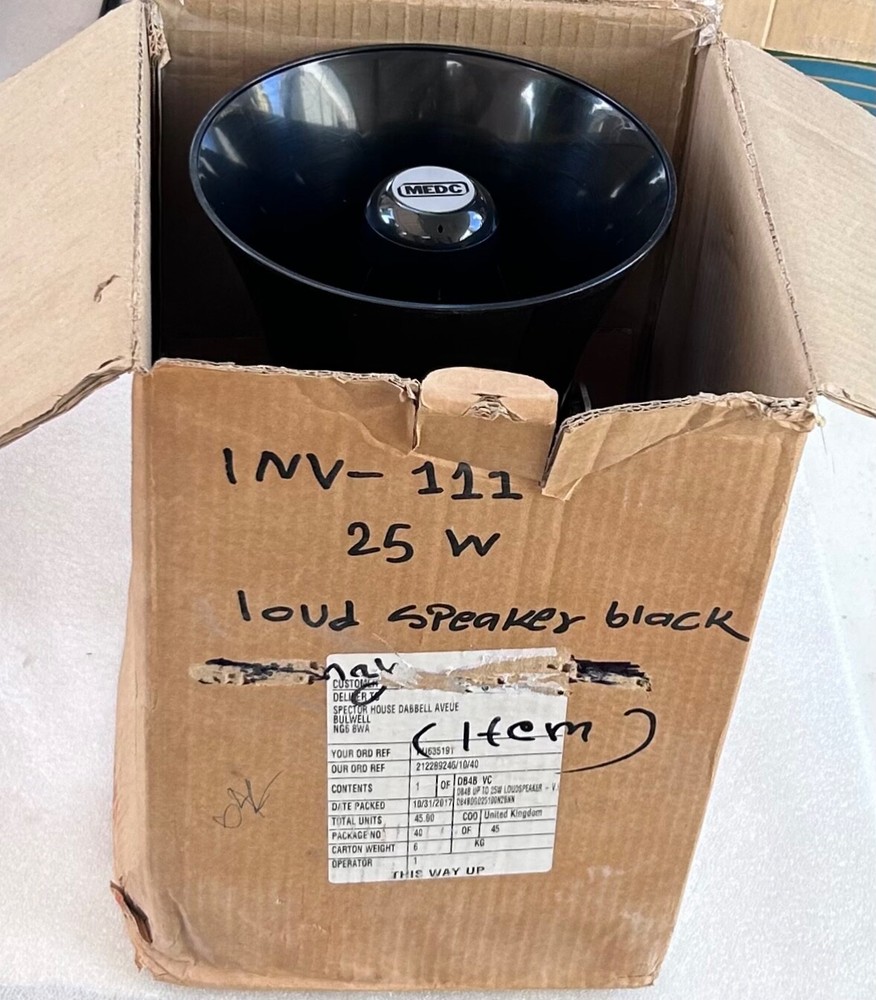 MEDC
INV- 111
25 W
loud speaker black
CUSTOMER
DELIVER TO
SPECTOR HOUSE DABBELL AVEUE
BULWELL
NG6 8WA
(Item)
YOUR ORD REF
OUR ORD REF 212289246/10/40
CONTENTS 1 OF DB4B VC
DB4B UP TO 25W LOUDSPEAKER - V.
DATE PACKED 10/31/2017
TOTAL UNITS 45.00 COO United Kingdom
PACKAGE NO 40 OF 45
CARTON WEIGHT 6 KG
OPERATOR 1
THIS WAY UP